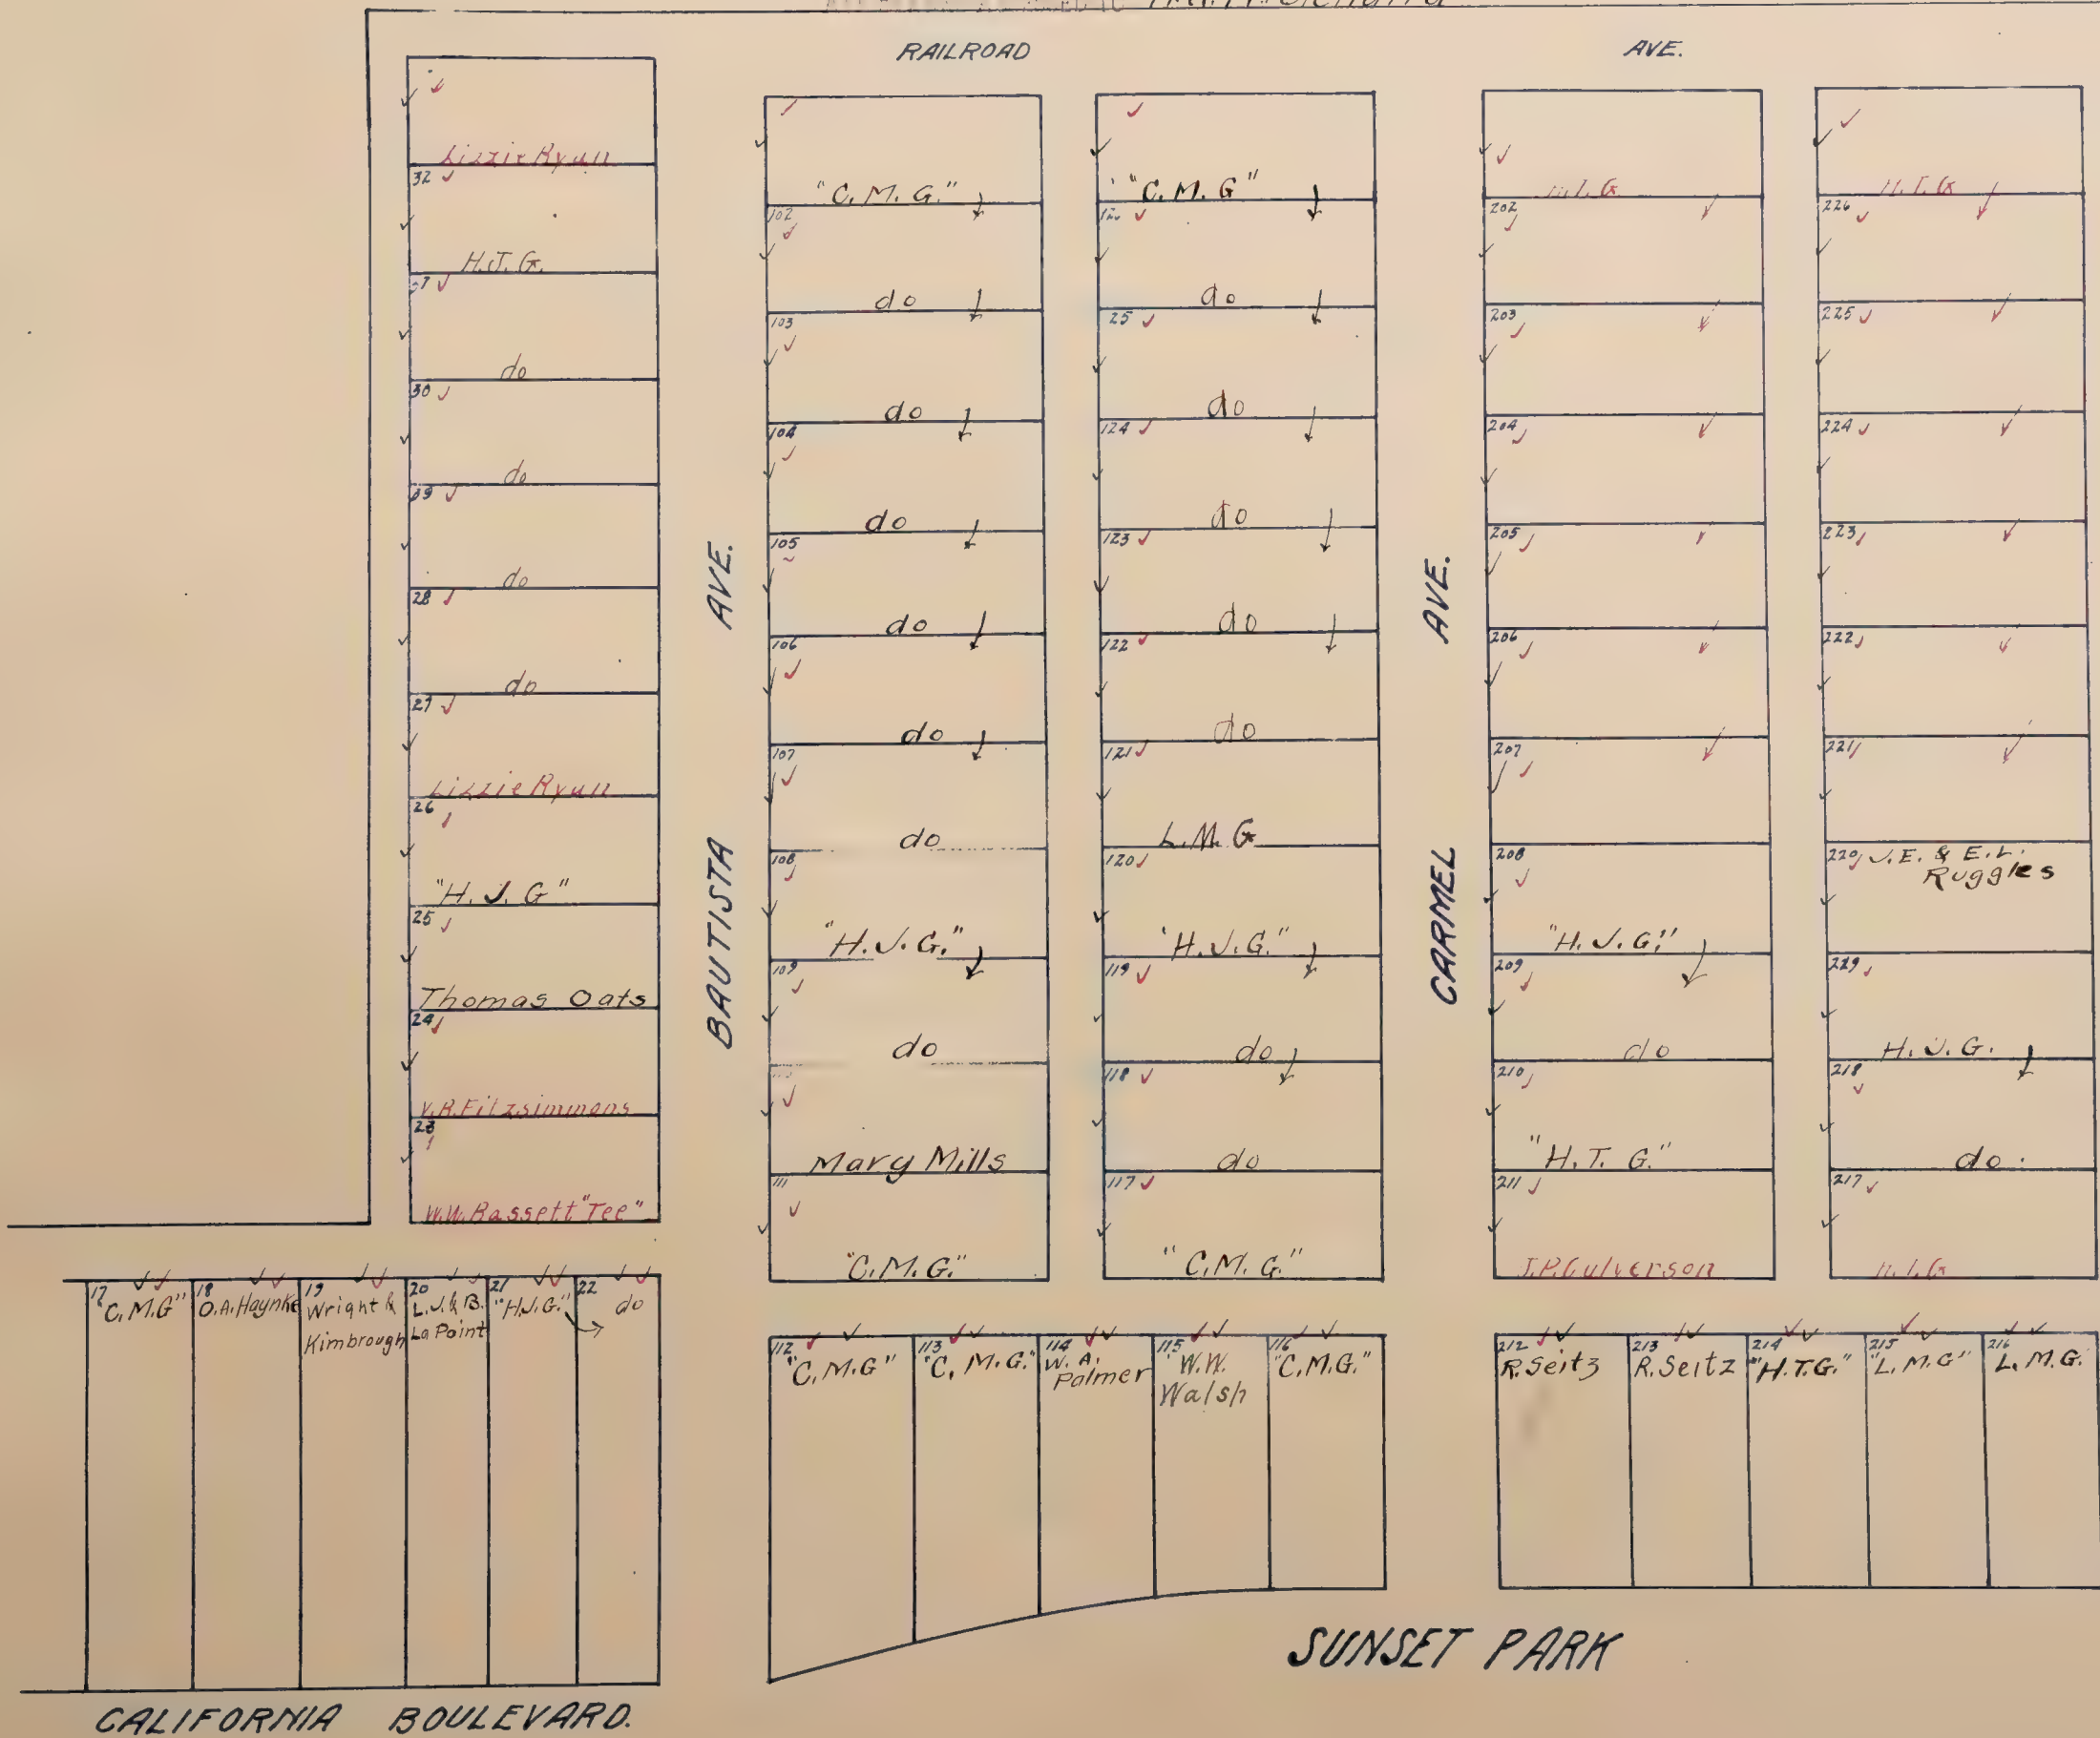 RAILROAD AVE.
Lizzie Ryan
32
H.J.G.
do
30
do
do
28
do
27
Lizzie Ryan
26
"H. J. G"
25
Thomas Oats
24
V.R. Fitzsimmons
23
W.W. Bassett "Tee"
BAUTISTA AVE.
"C. M. G."
102
do
103
do
104
do
105
do
106
do
107
do
108
"H. J. G."
109
do
Mary Mills
111
"C.M.G."
"C. M. G"
do
25
do
124
do
123
do
122
do
121
L.M.G
120
"H.J.G."
119
do
118
do
117
"C.M.G."
CARMEL AVE.
202
203
204
205
206
207
208
"H.J.G."
209
do
210
"H. T. G."
211
J.P. Culverson
226
225
224
223
222
221
220 J.E. & E.L.
Ruggles
H.J.G.
218
do.
217
17
"C.M.G"
18
O.A. Haynke
19
Wright &
Kimbrough
20
L.J. & B.
La Point
21
"H.J.G."
22
do
112
"C.M.G"
113
"C.M.G."
114
W.A.
Palmer
115
W.W.
Walsh
116
"C.M.G."
212
R. Seitz
213
R. Seitz
214
"H.T.G."
215
"L.M.G"
216
L.M.G.
SUNSET PARK
CALIFORNIA BOULEVARD.